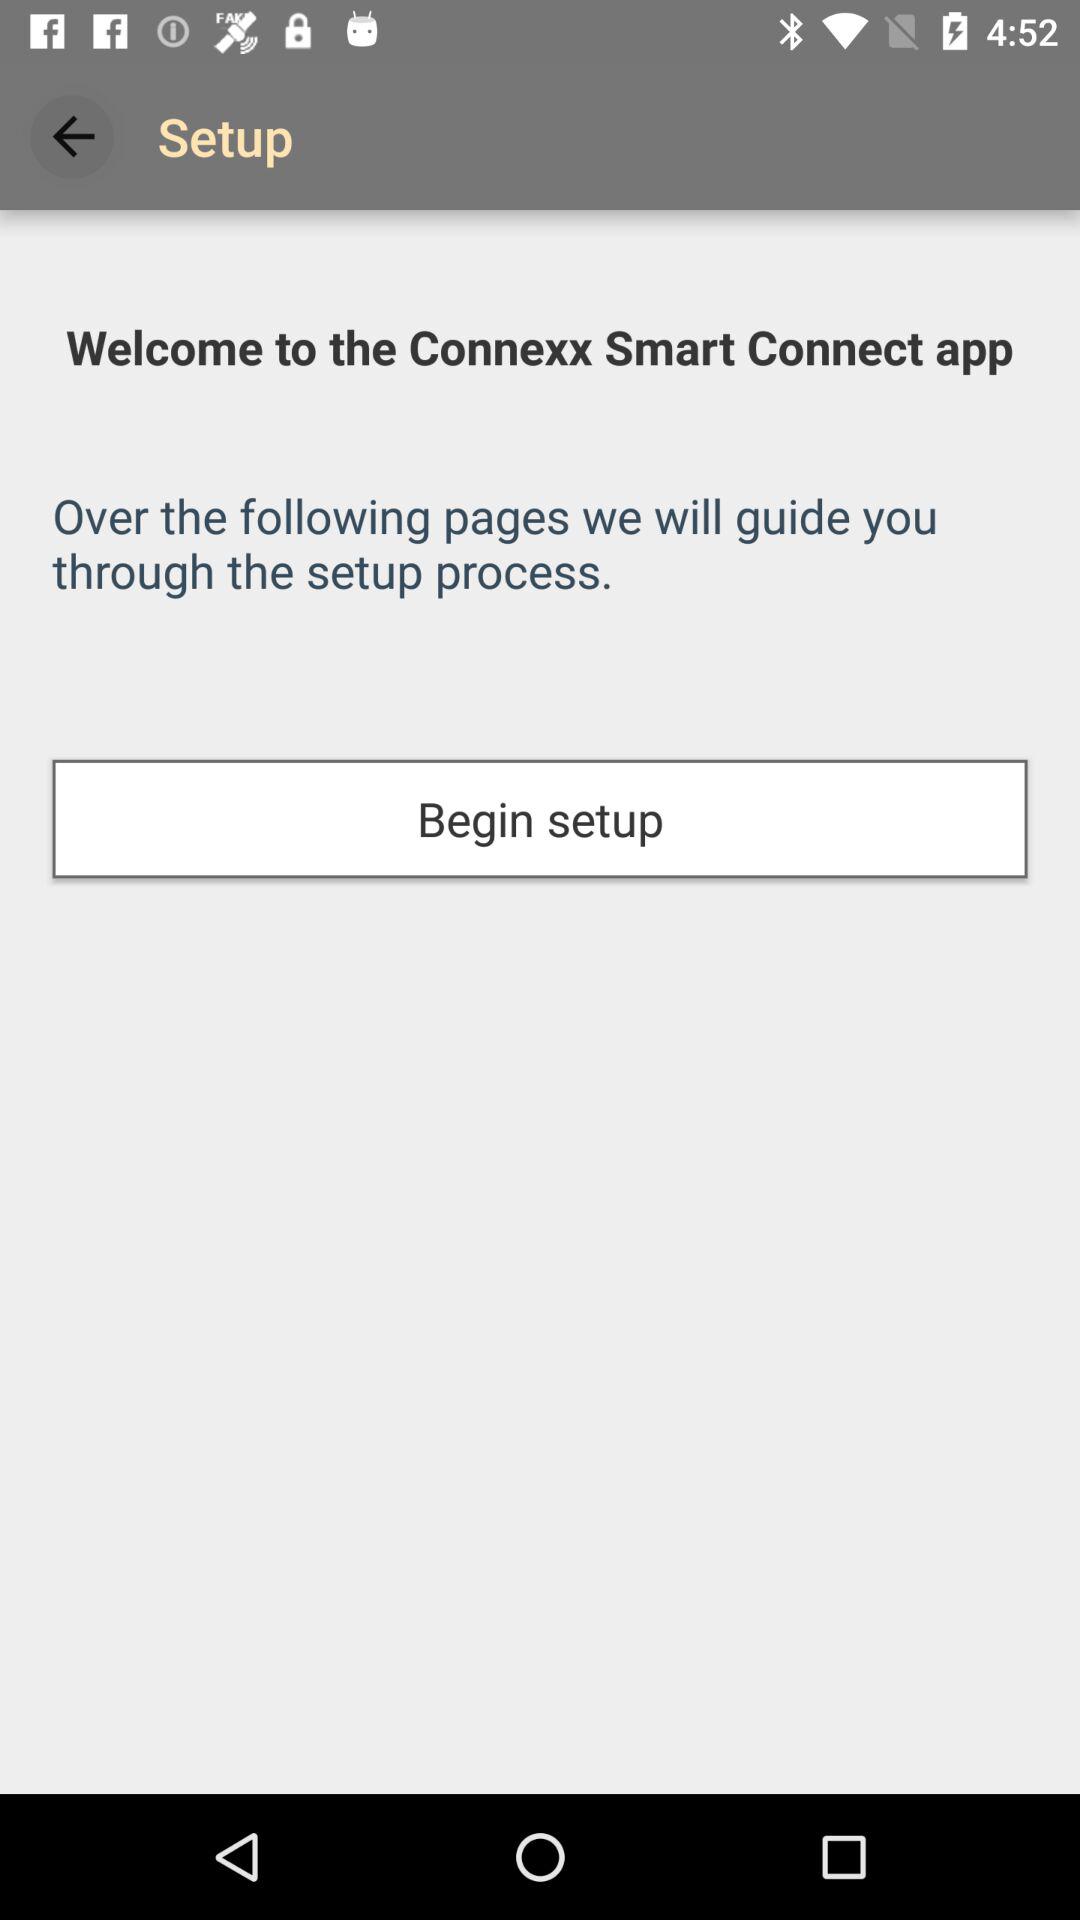 FAKE
4:52
Setup
Welcome to the Connexx Smart Connect app
Over the following pages we will guide you
through the setup process.
Begin setup